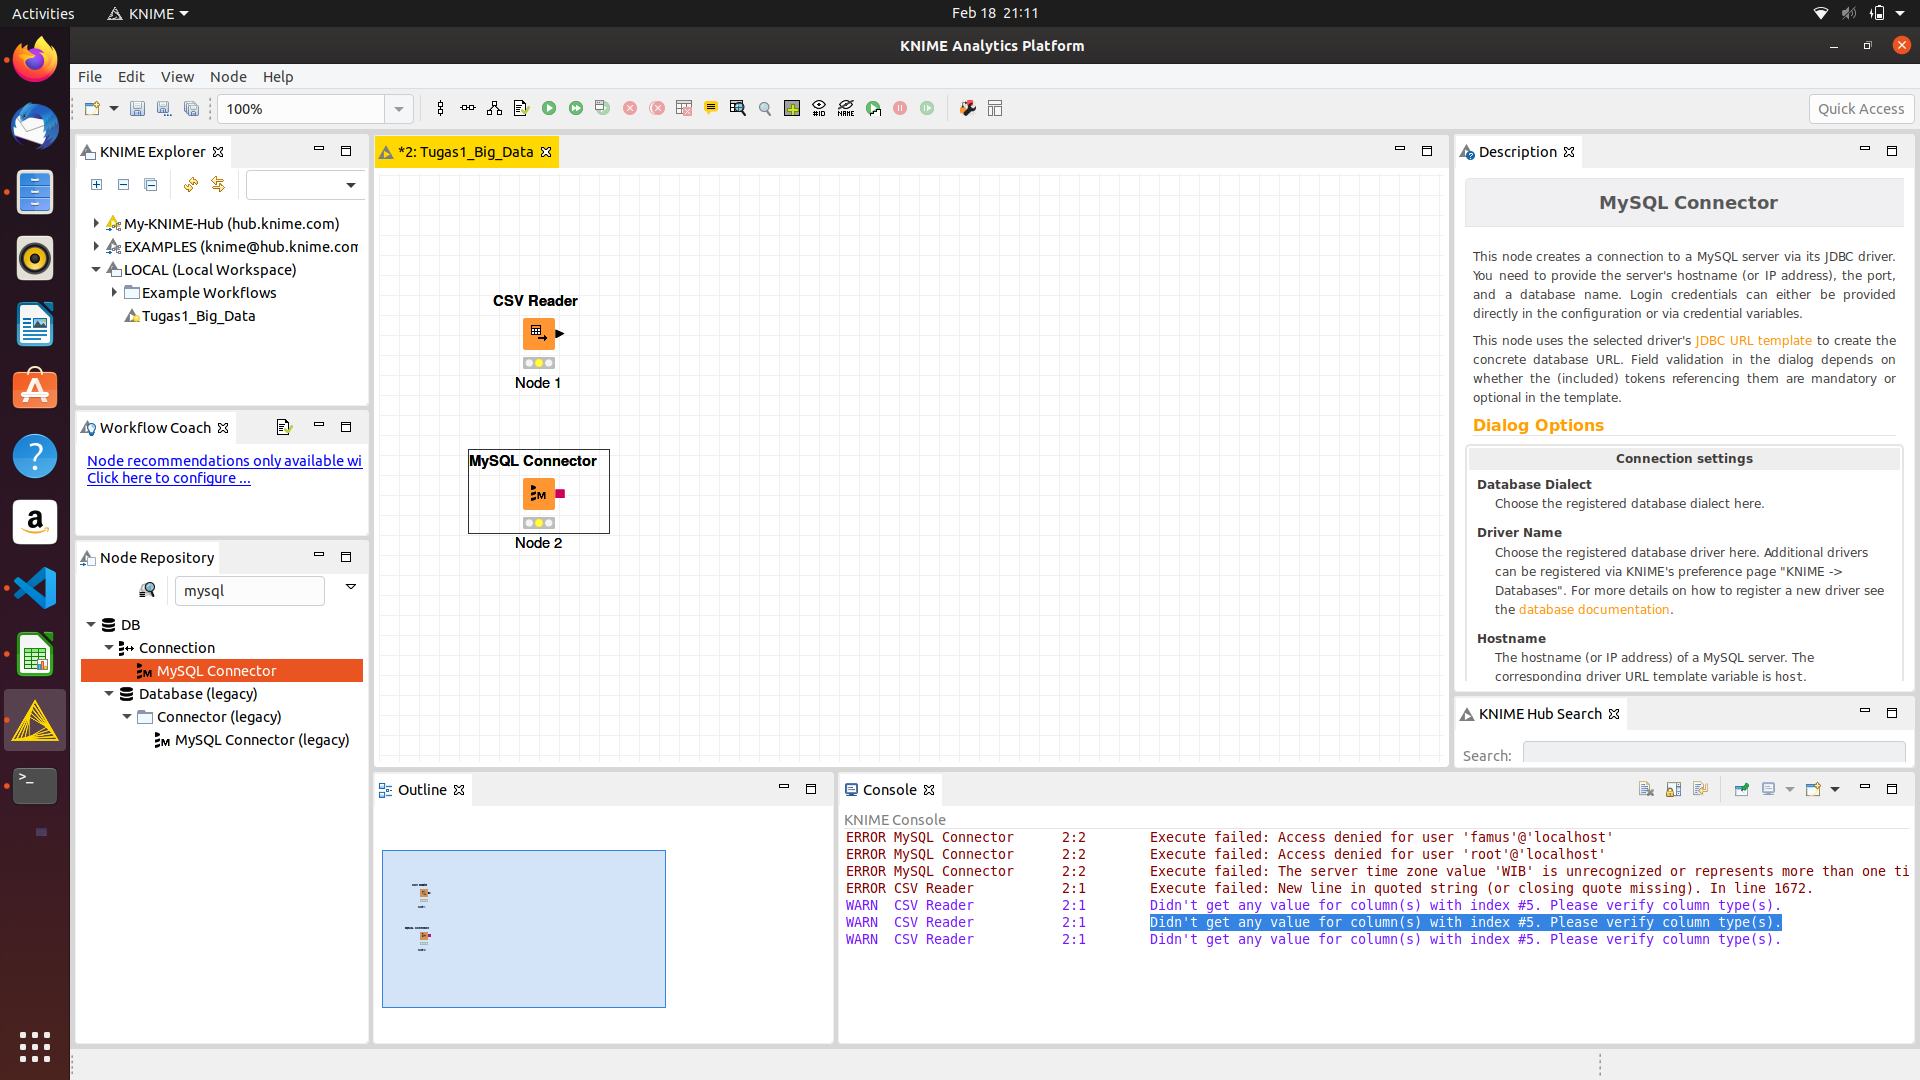 Activities
KNIME
Feb 18 21:11
KNIME Analytics Platform
File Edit View Node Help
100%
#ID
NAME
Quick Access
KNIME Explorer
My-KNIME-Hub (hub.knime.com)
EXAMPLES (knime@hub.knime.com
LOCAL (Local Workspace)
Example Workflows
Tugas1_Big_Data
Workflow Coach
Node recommendations only available wi
Click here to configure ...
Node Repository
mysql
DB
Connection
MySQL Connector
Database (legacy)
Connector (legacy)
MySQL Connector (legacy)
*2: Tugas1_Big_Data
CSV Reader
Node 1
MySQL Connector
M
Node 2
Description
MySQL Connector
This node creates a connection to a MySQL server via its JDBC driver.
You need to provide the server's hostname (or IP address), the port,
and a database name. Login credentials can either be provided
directly in the configuration or via credential variables.
This node uses the selected driver's JDBC URL template to create the
concrete database URL. Field validation in the dialog depends on
whether the (included) tokens referencing them are mandatory or
optional in the template.
Dialog Options
Connection settings
Database Dialect
Choose the registered database dialect here.
Driver Name
Choose the registered database driver here. Additional drivers
can be registered via KNIME's preference page "KNIME ->
Databases". For more details on how to register a new driver see
the database documentation.
Hostname
The hostname (or IP address) of a MySQL server. The
corresponding driver URL template variable is host.
KNIME Hub Search
Search:
Outline
Console
KNIME Console
ERROR MySQL Connector 2:2 Execute failed: Access denied for user 'famus'@'localhost'
ERROR MySQL Connector 2:2 Execute failed: Access denied for user 'root'@'localhost'
ERROR MySQL Connector 2:2 Execute failed: The server time zone value 'WIB' is unrecognized or represents more than one ti
ERROR CSV Reader 2:1 Execute failed: New line in quoted string (or closing quote missing). In line 1672.
WARN CSV Reader 2:1 Didn't get any value for column(s) with index #5. Please verify column type(s).
WARN CSV Reader 2:1 Didn't get any value for column(s) with index #5. Please verify column type(s).
WARN CSV Reader 2:1 Didn't get any value for column(s) with index #5. Please verify column type(s).